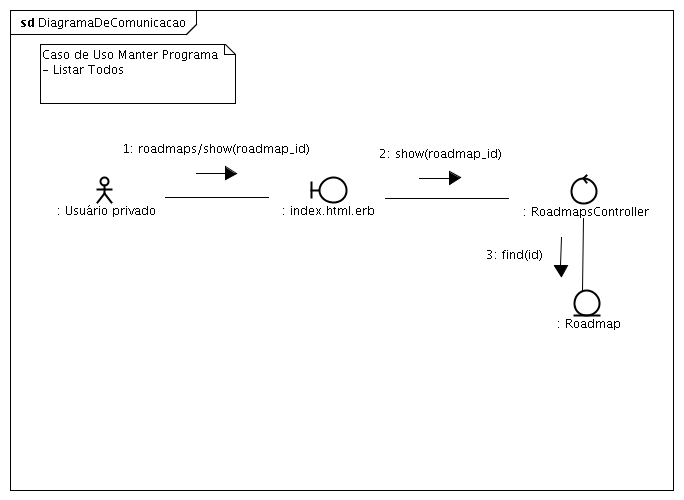 sd DiagramaDeComunicacao
Caso de Uso Manter Programa
- Listar Todos
1: roadmaps/show(roadmap_id)
2: show(roadmap_id)
: Usuário privado
: index.html.erb
: RoadmapsController
3: find(id)
: Roadmap